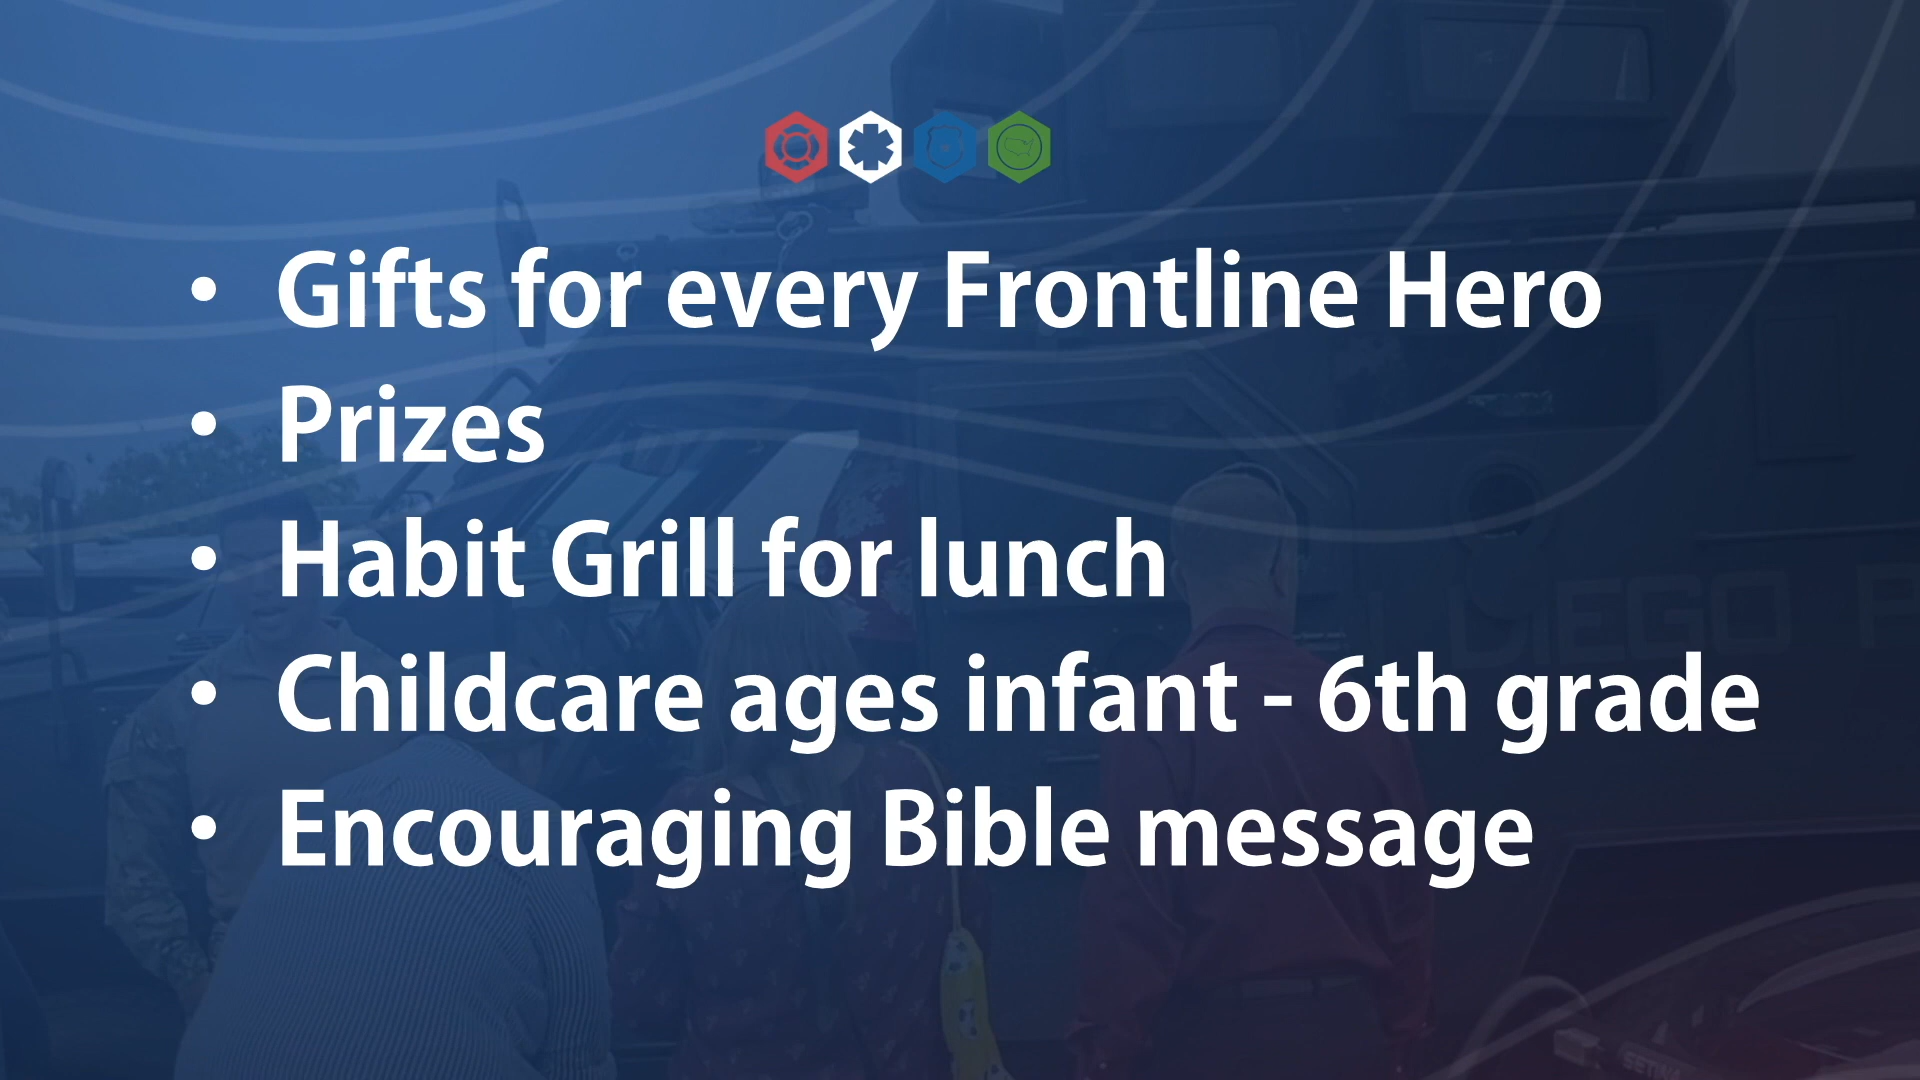 • Gifts for every Frontline Hero
• Prizes
• Habit Grill for lunch
• Childcare ages infant - 6th grade
• Encouraging Bible message